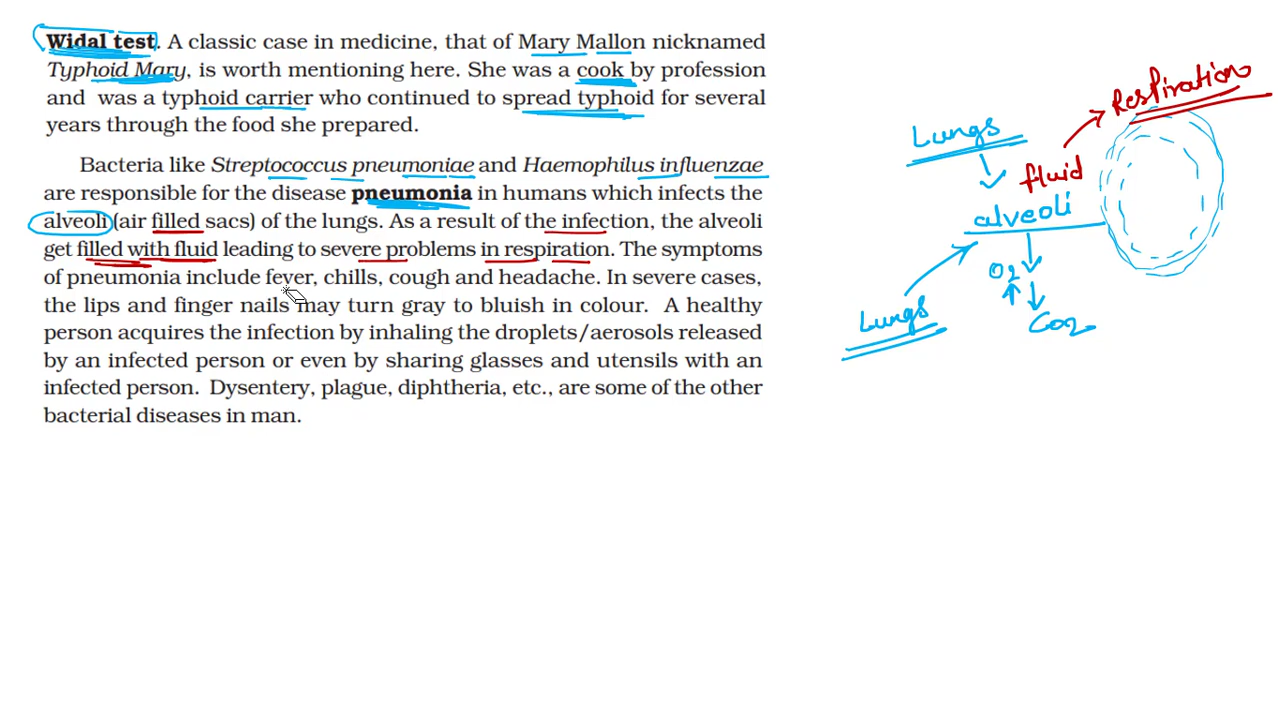 Widal test. A classic case in medicine, that of Mary Mallon nicknamed
Typhoid Mary, is worth mentioning here. She was a cook by profession
and was a typhoid carrier who continued to spread typhoid for several
years through the food she prepared.
Bacteria like Streptococcus pneumoniae and Haemophilus influenzae
are responsible for the disease pneumonia in humans which infects the
alveoli (air filled sacs) of the lungs. As a result of the infection, the alveoli
get filled with fluid leading to severe problems in respiration. The symptoms
of pneumonia include fever, chills, cough and headache. In severe cases,
the lips and finger nails may turn gray to bluish in colour. A healthy
person acquires the infection by inhaling the droplets/aerosols released
by an infected person or even by sharing glasses and utensils with an
infected person. Dysentery, plague, diphtheria, etc., are some of the other
bacterial diseases in man.
Respiration
Lungs
fluid
alveoli
O2
Lungs
CO2